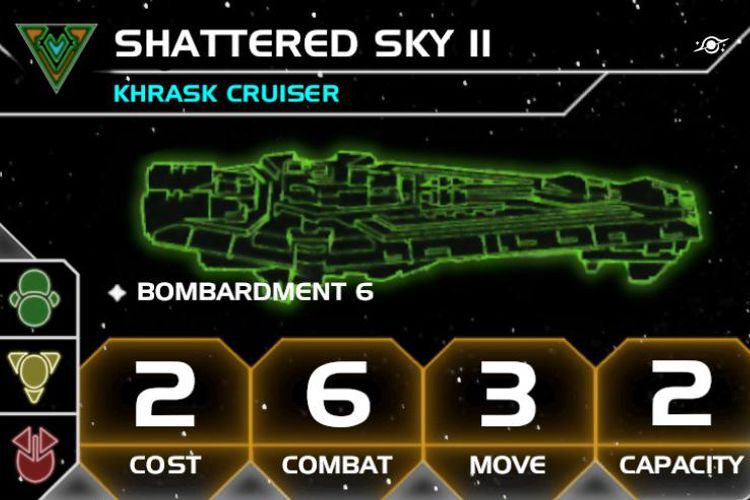 SHATTERED SKY II
KHRASK CRUISER
BOMBARDMENT 6
2 6 3 2
COST COMBAT MOVE CAPACITY